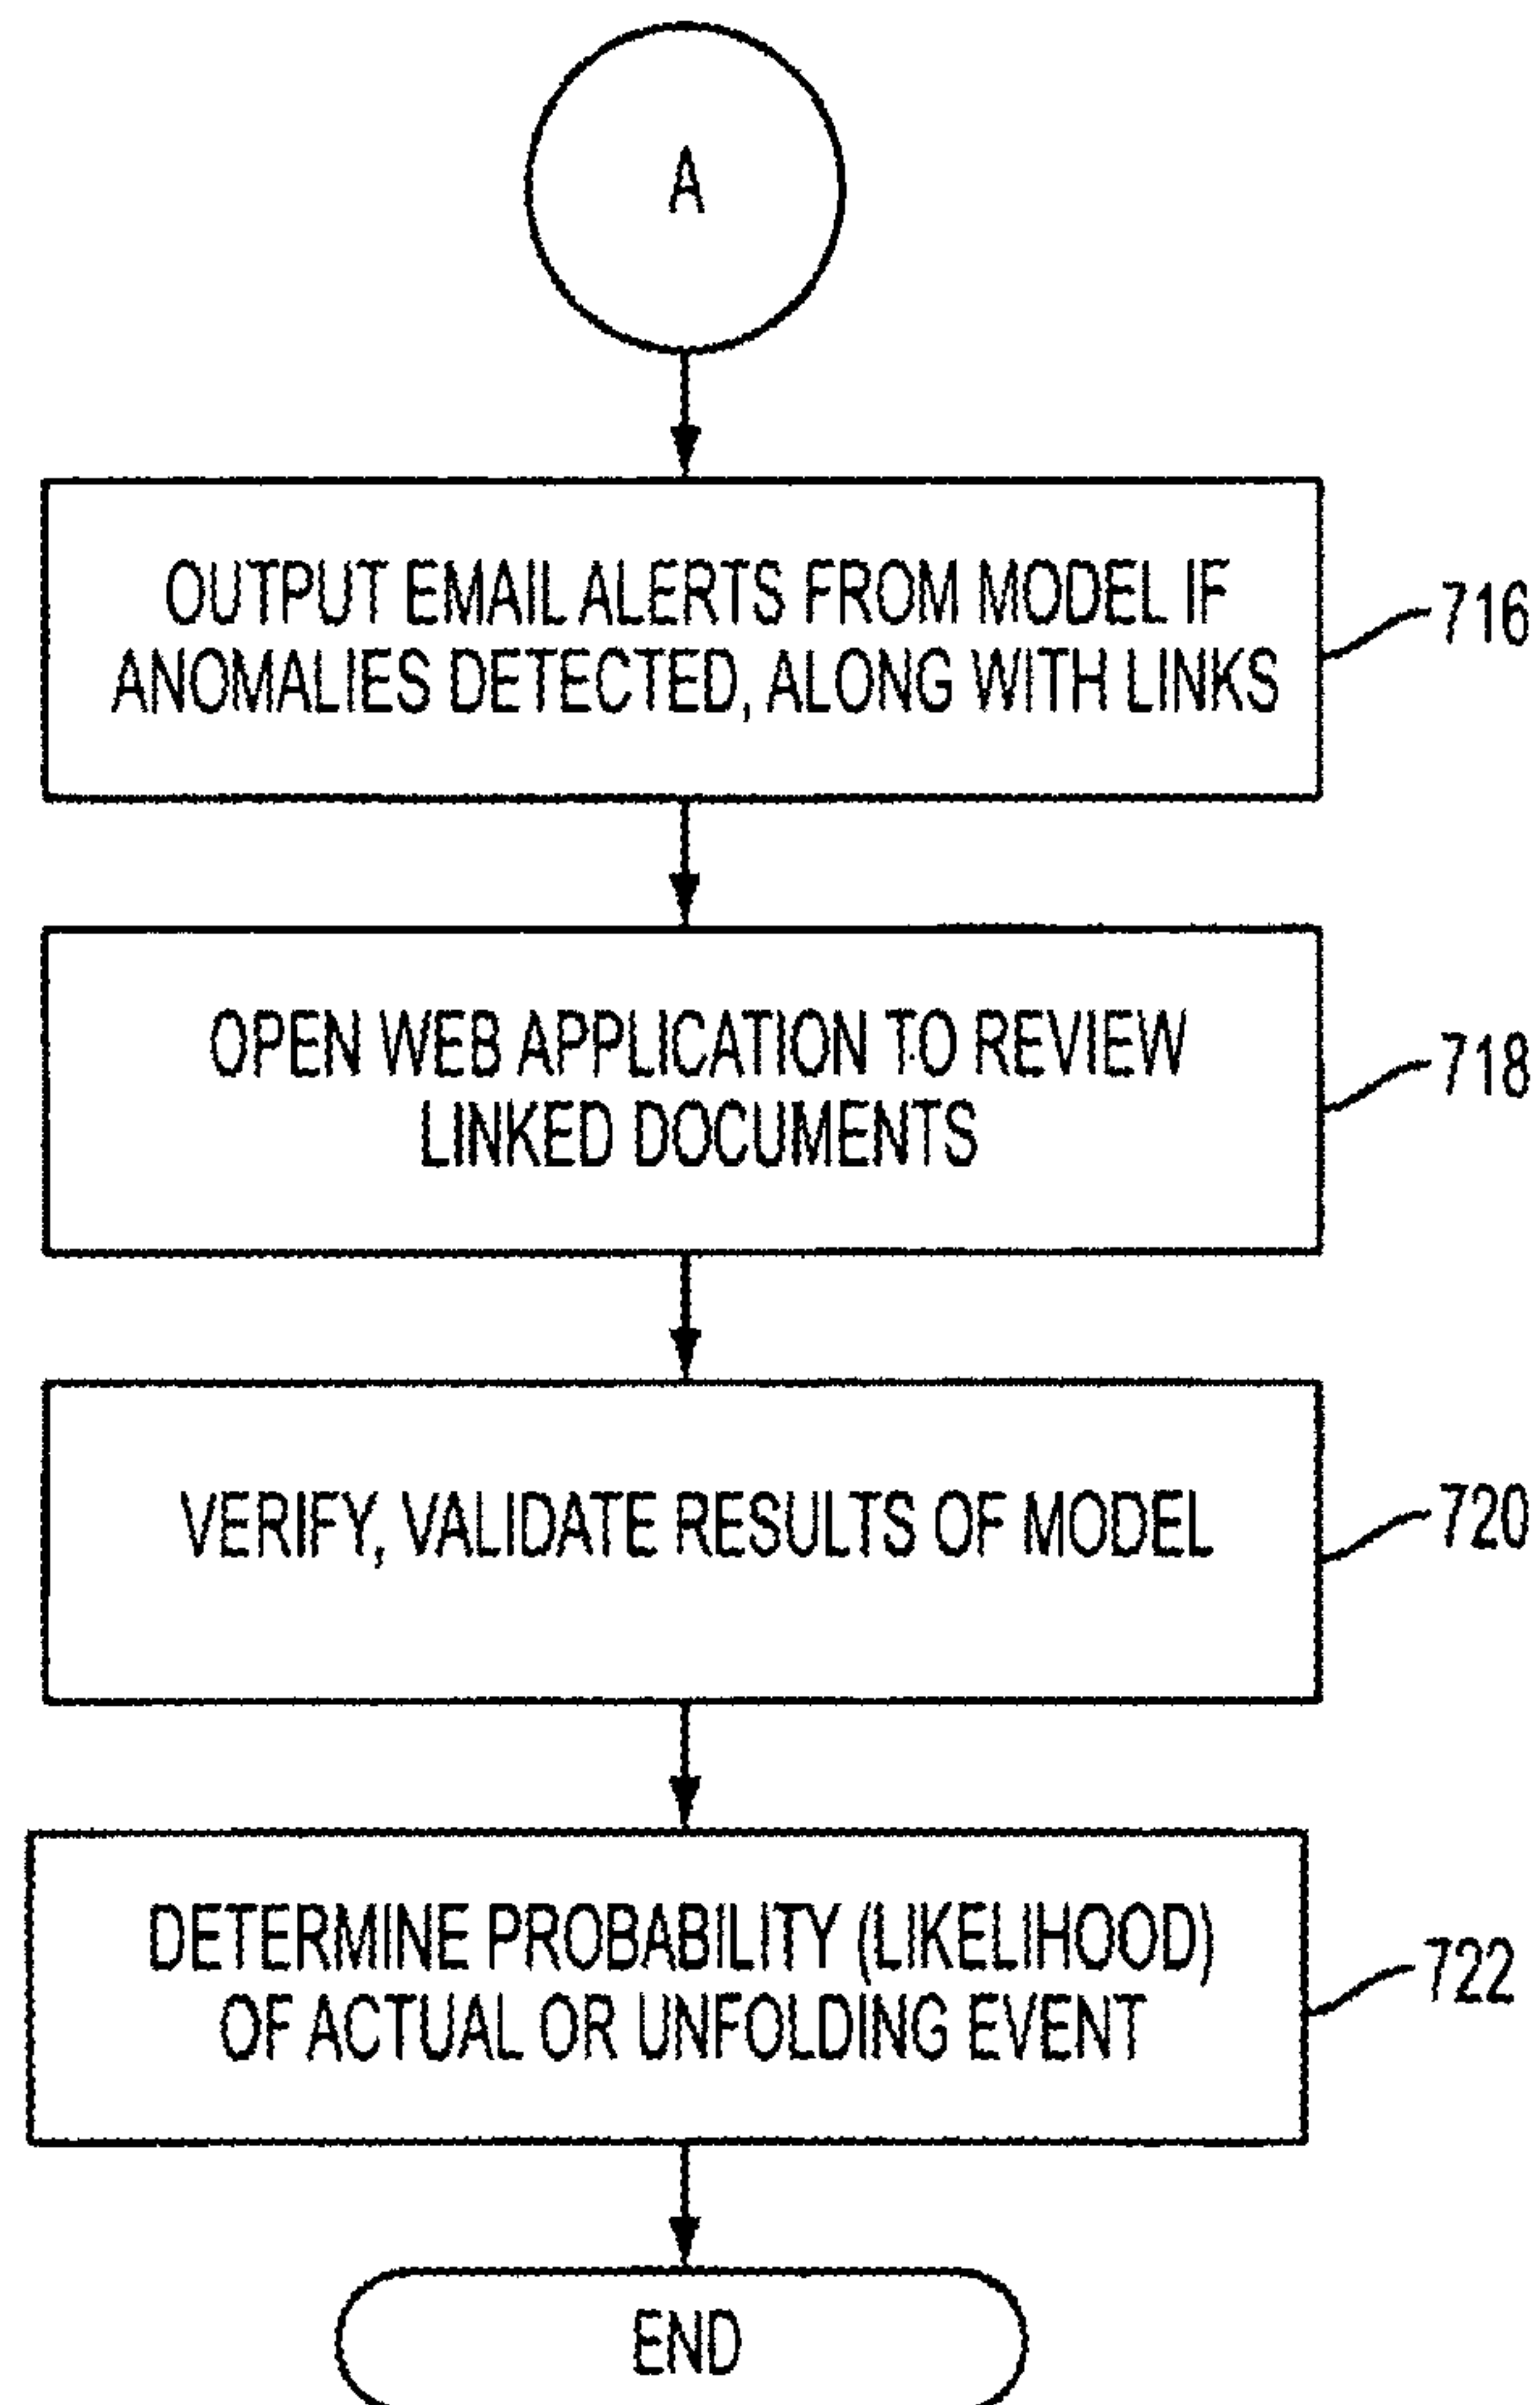 A
OUTPUT EMAIL ALERTS FROM MODEL IF
ANOMALIES DETECTED, ALONG WITH LINKS
716
OPEN WEB APPLICATION TO REVIEW
LINKED DOCUMENTS
718
VERIFY, VALIDATE RESULTS OF MODEL
720
DETERMINE PROBABILITY (LIKELIHOOD)
OF ACTUAL OR UNFOLDING EVENT
722
END